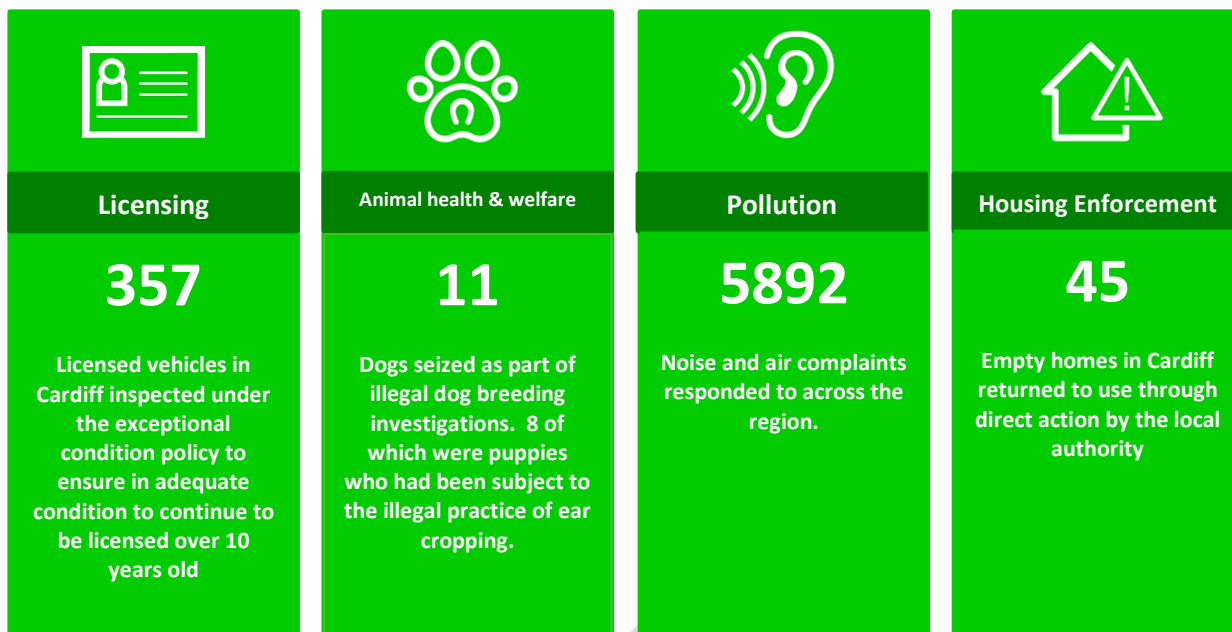 Licensing
357
Licensed vehicles in
Cardiff inspected under
the exceptional
condition policy to
ensure in adequate
condition to continue to
be licensed over 10
years old
Animal health & welfare
11
Dogs seized as part of
illegal dog breeding
investigations.  8 of
which were puppies
who had been subject to
the illegal practice of ear
cropping.
Pollution
5892
Noise and air complaints
responded to across the
region.
Housing Enforcement
45
Empty homes in Cardiff
returned to use through
direct action by the local
authority